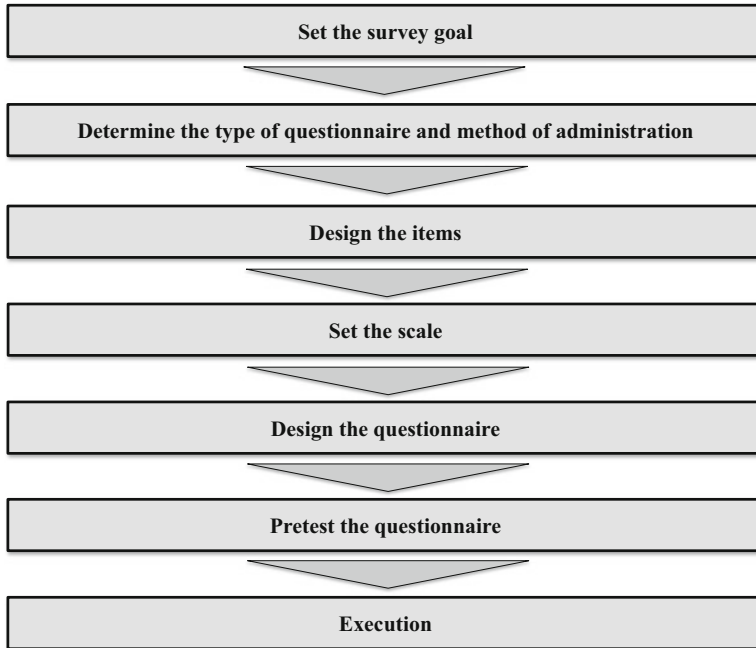 Set the survey goal
Determine the type of questionnaire and method of administration
Design the items
Set the scale
Design the questionnaire
Pretest the questionnaire
Execution